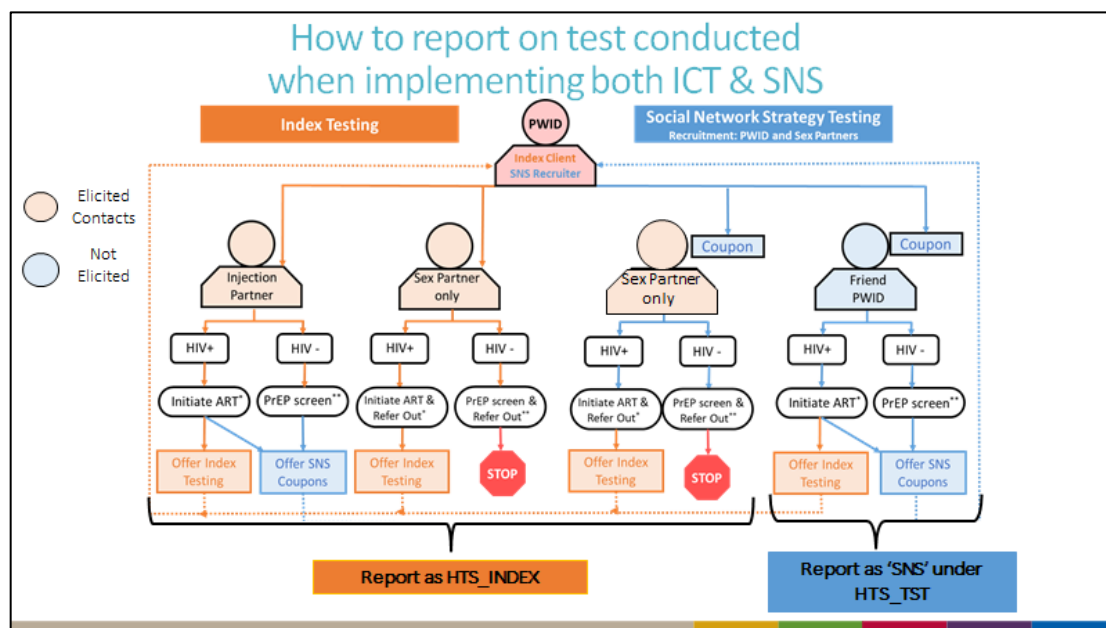 How to report on test conducted
when implementing both ICT & SNS
Index Testing
PWID
Social Network Strategy Testing
Recruitment: PWID and Sex Partners
Index Client
SNS Recruiter
Elicited
Contacts
Not
Elicited
Injection
Partner
Sex Partner
only
Coupon
Sex Partner
only
Coupon
Friend
PWID
HIV+
HIV -
HIV+
HIV -
HIV+
HIV -
HIV+
HIV -
Initiate ART*
PrEP screen**
Initiate ART &
Refer Out*
PrEP screen &
Refer Out**
Initiate ART &
Refer Out*
PrEP screen &
Refer Out**
Initiate ART*
PrEP screen**
Offer Index
Testing
Offer SNS
Coupons
Offer Index
Testing
STOP
Offer Index
Testing
STOP
Offer Index
Testing
Offer SNS
Coupons
Report as HTS_INDEX
Report as ‘SNS’ under
HTS_TST